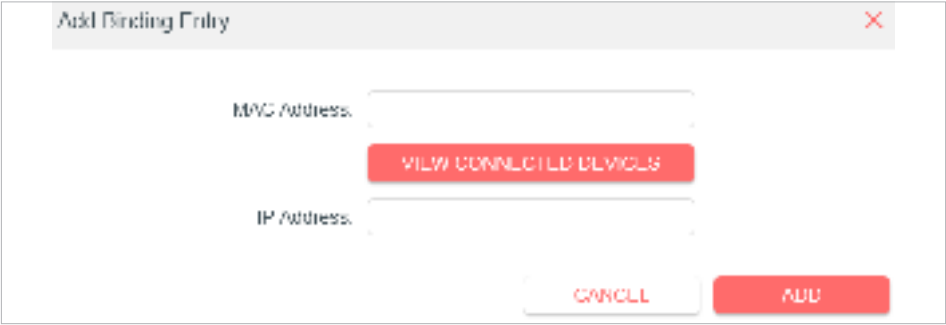 Add Binding Entry
MAC Address:
VIEW CONNECTED DEVICES
IP Address:
CANCEL
ADD